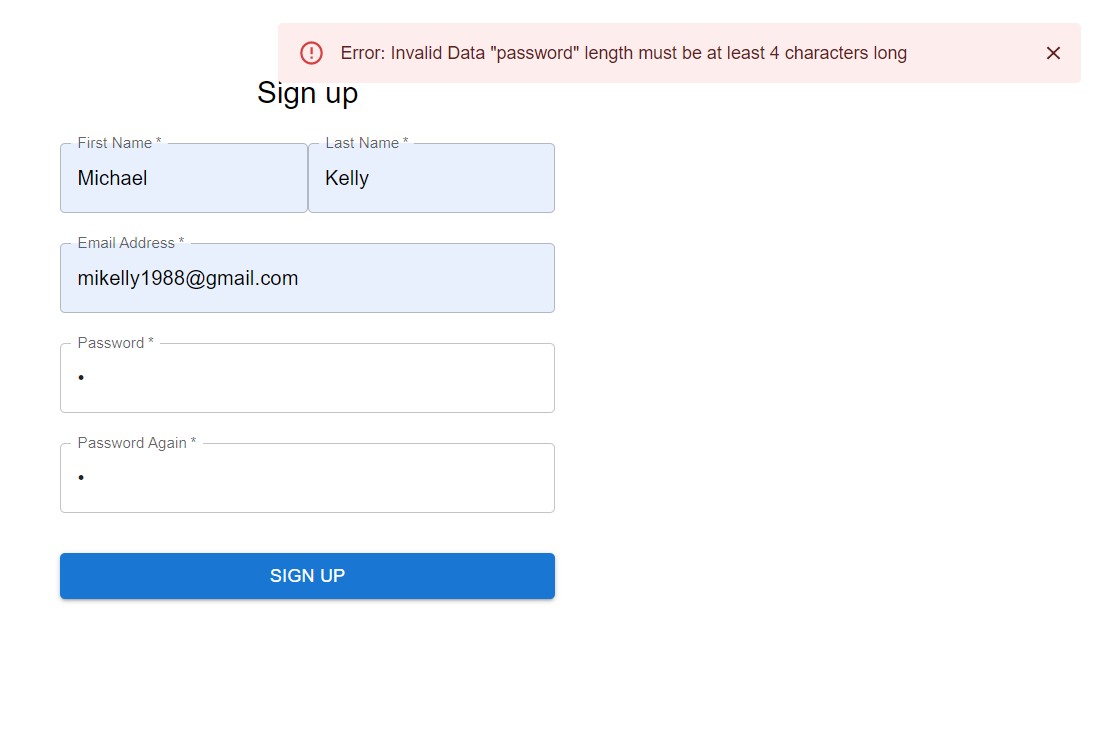 Error: Invalid Data "password" length must be at least 4 characters long
Sign up
First Name *
Last Name *
Michael
Kelly
Email Address *
mikelly1988@gmail.com
Password *
•
Password Again *
•
SIGN UP